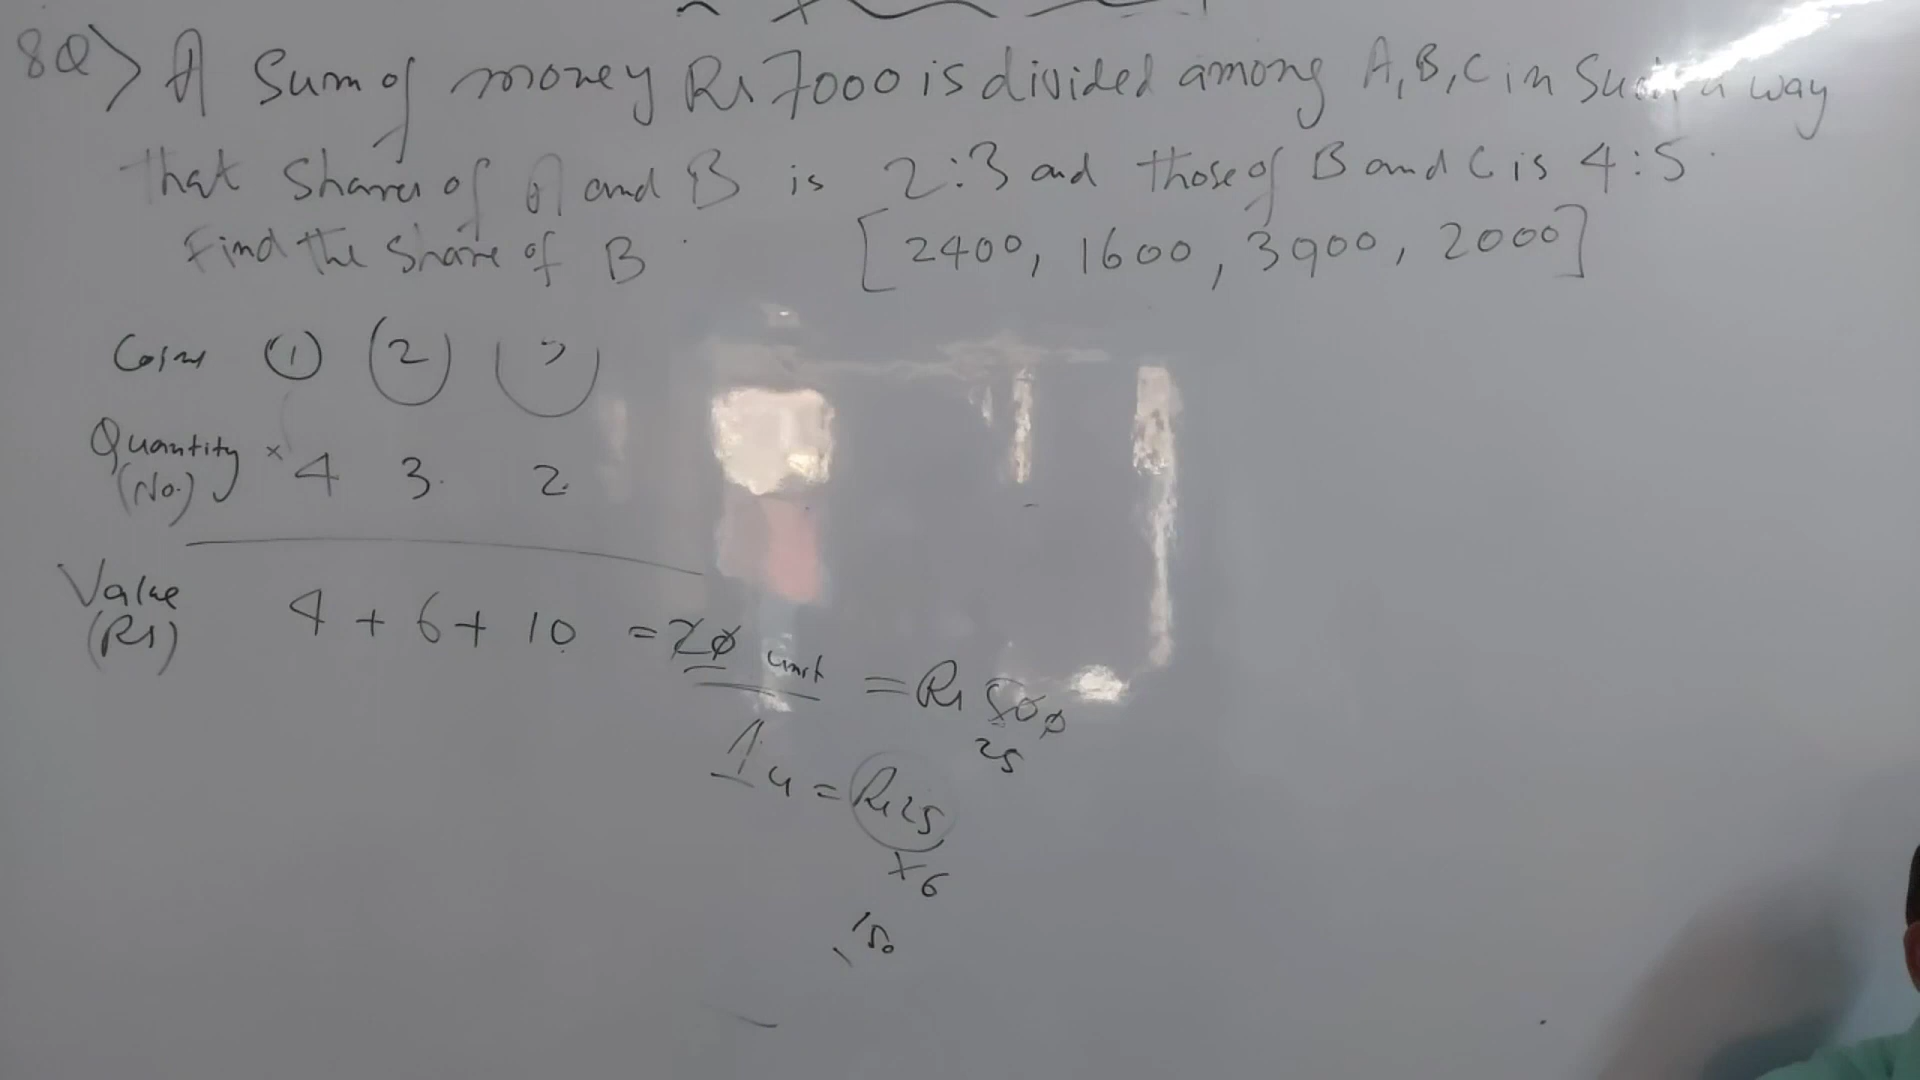 8Q> A Sum of money Rs 7000 is divided among A, B, C in Such a way
that Shares of A and B is 2:3 and those of B and C is 4:5.
Find the Share of B [2400, 1600, 3900, 2000]
Coins 1 2
Quantity × 4 3 2
(No.)
Value 4 + 6 + 10 = 20 unit = Rs 500
(Rs)
25
1u = Rs 25
×6
150